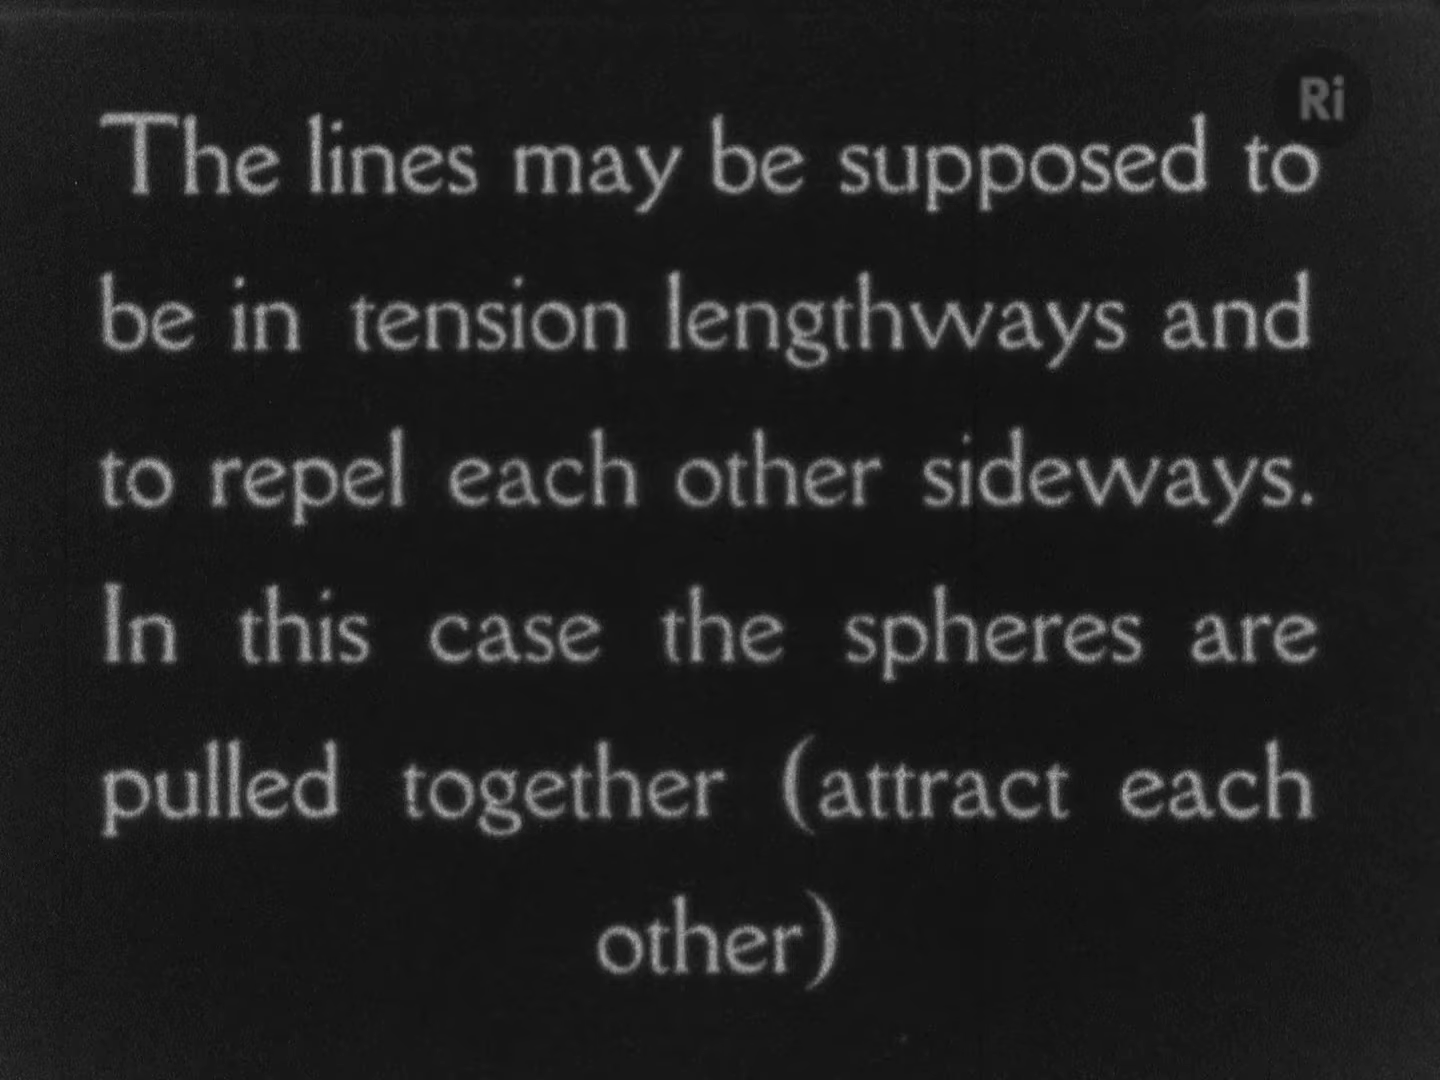 Ri
The lines may be supposed to
be in tension lengthways and
to repel each other sideways.
In this case the spheres are
pulled together (attract each
other)